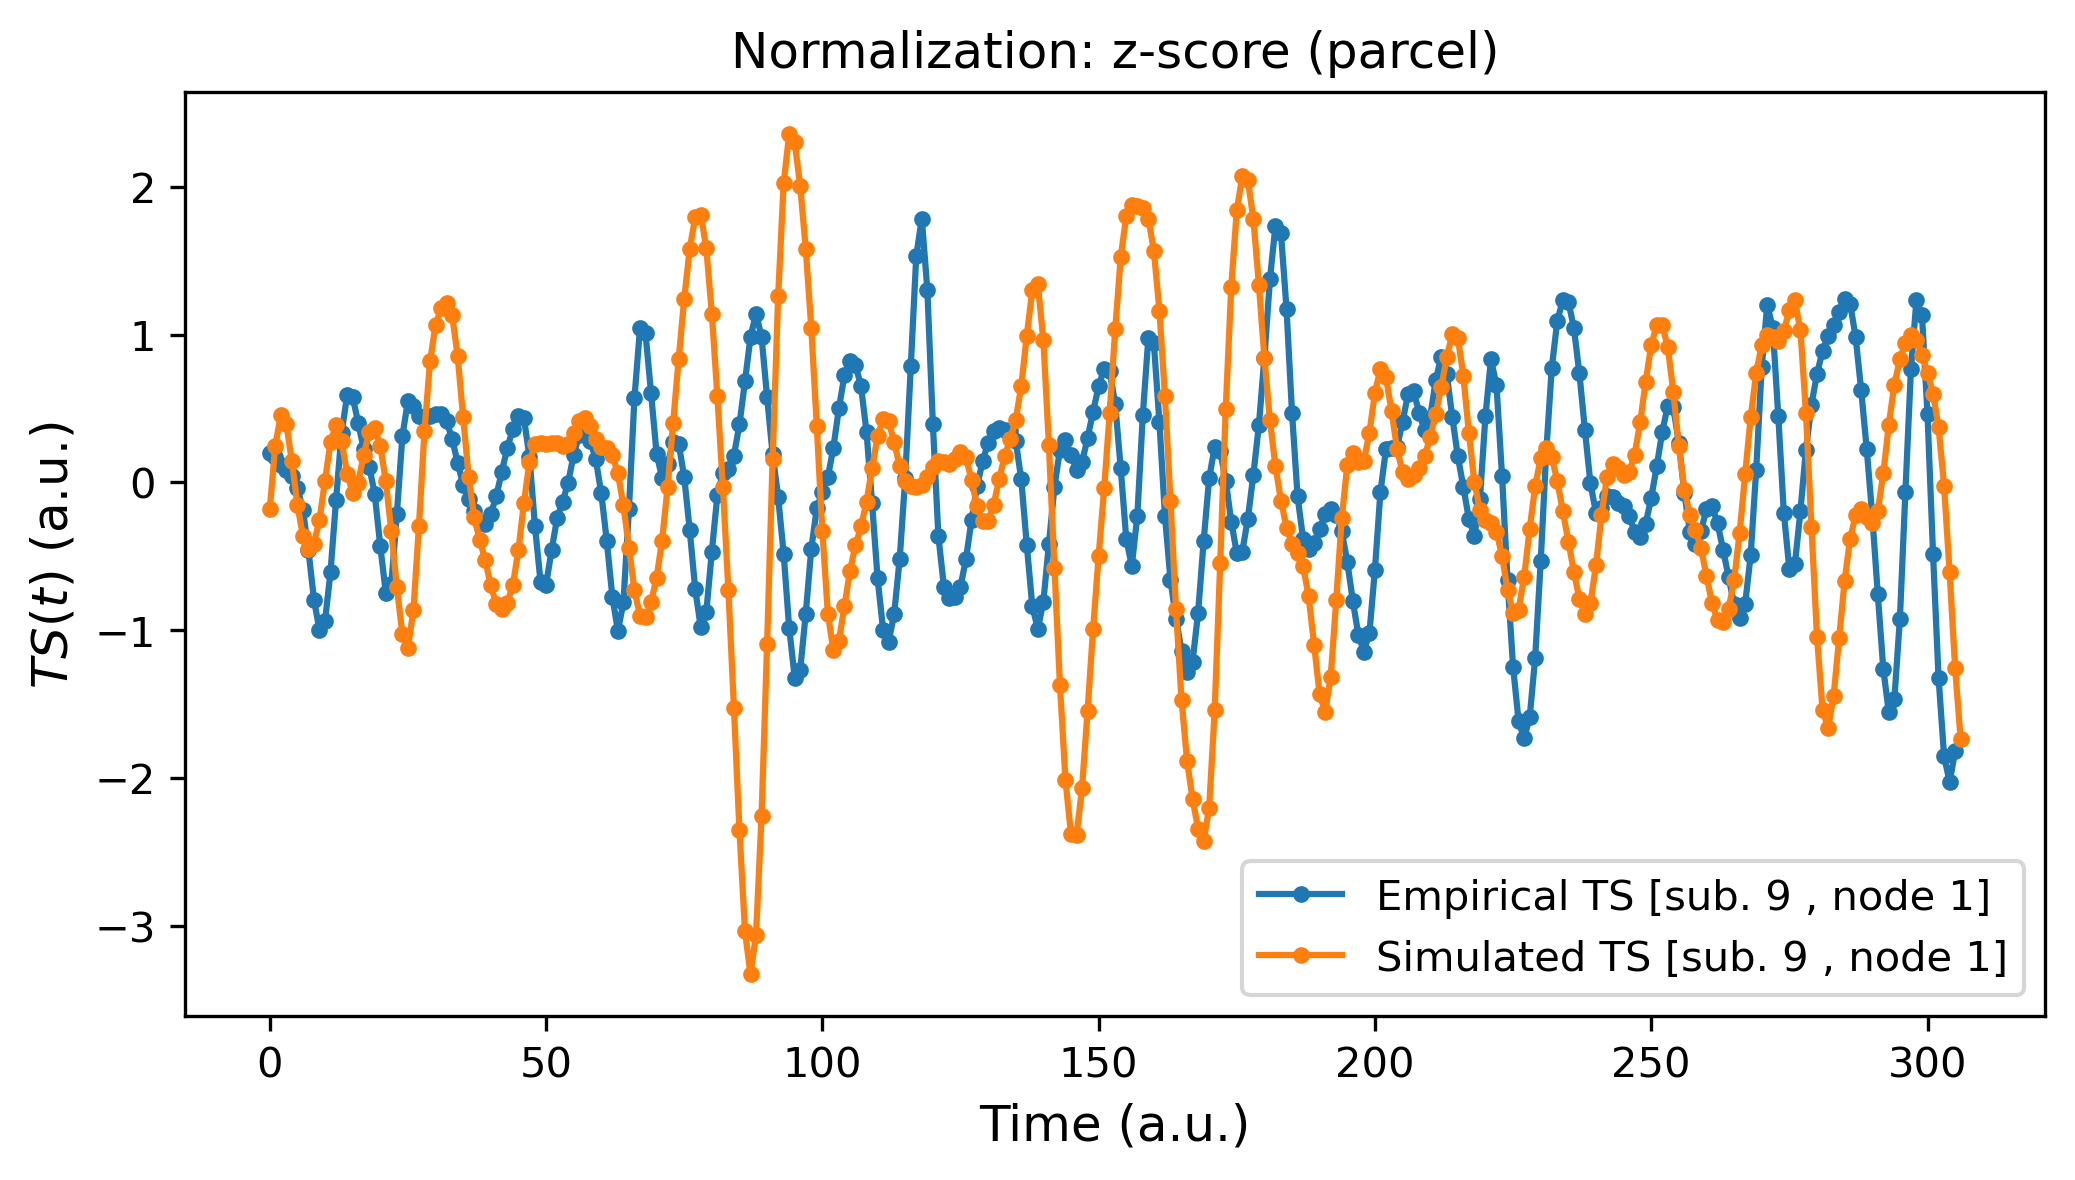 Normalization: z-score (parcel)
TS(t) (a.u.)
2
1
0
−1
−2
−3
0 50 100 150 200 250 300
Time (a.u.)
Empirical TS [sub. 9 , node 1]
Simulated TS [sub. 9 , node 1]